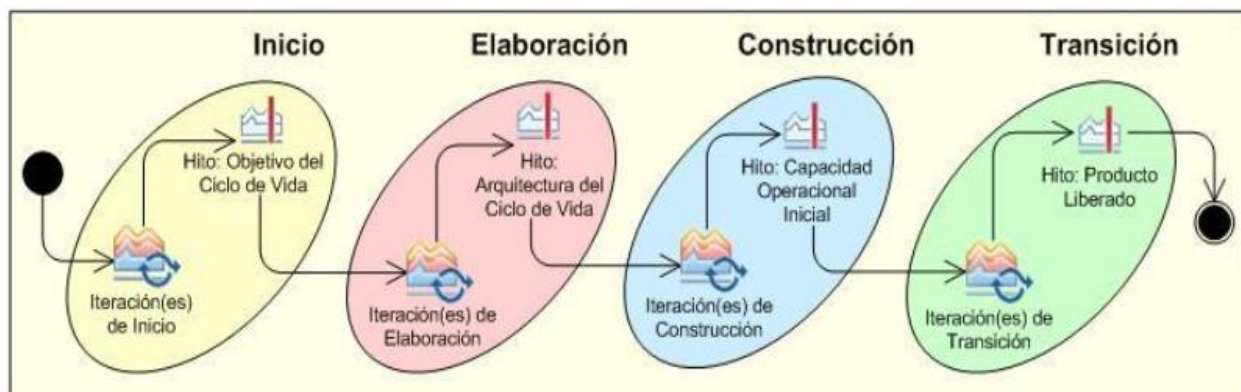 Inicio
Elaboración
Construcción
Transición
Hito: Objetivo del
Ciclo de Vida
Iteración(es)
de Inicio
Hito:
Arquitectura del
Ciclo de Vida
Iteración(es) de
Elaboración
Hito: Capacidad
Operacional
Inicial
Iteración(es) de
Construcción
Hito: Producto
Liberado
Iteración(es) de
Transición